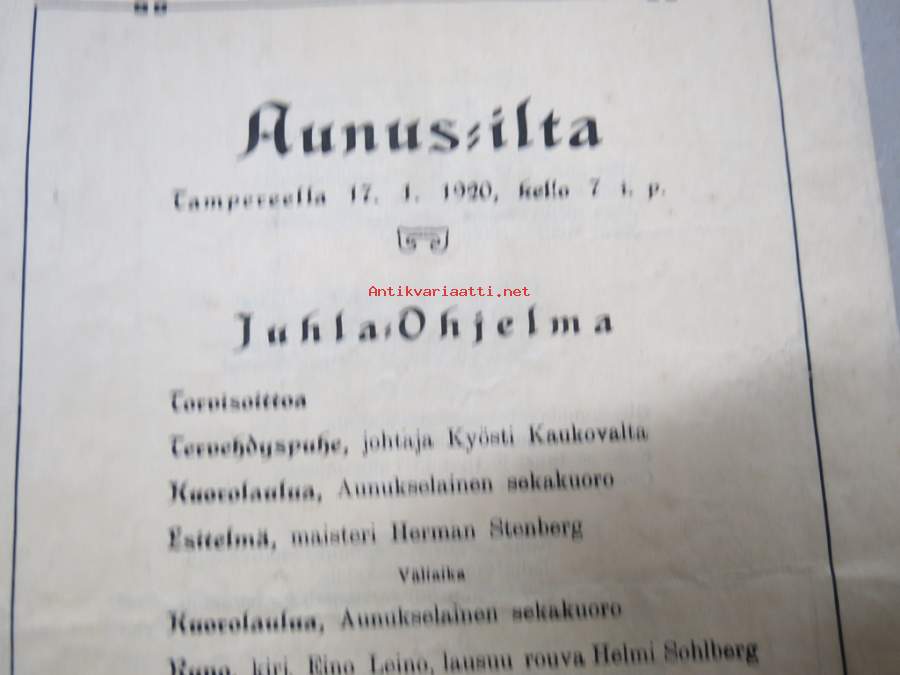 Aunus-ilta
Tampereella 17. 1. 1920, kello 7 i. p.
Antikvariaatti.net
Juhla-Ohjelma
Torvisoittoa
Tervehdyspuhe, johtaja Kyösti Kaukovalta
Kuorolaulua, Aunukselainen sekakuoro
Esitelmä, maisteri Herman Stenberg
Väliaika
Kuorolaulua, Aunukselainen sekakuoro
Runo, kirj. Eino Leino, lausuu rouva Helmi Sohlberg